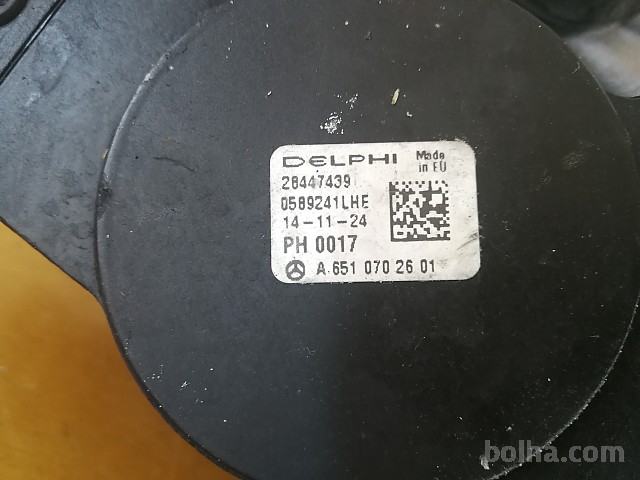 DELPHI Made in EU
28447439
0589241LHE
14-11-24
PH 0017
A 651 070 26 01
bolha.com